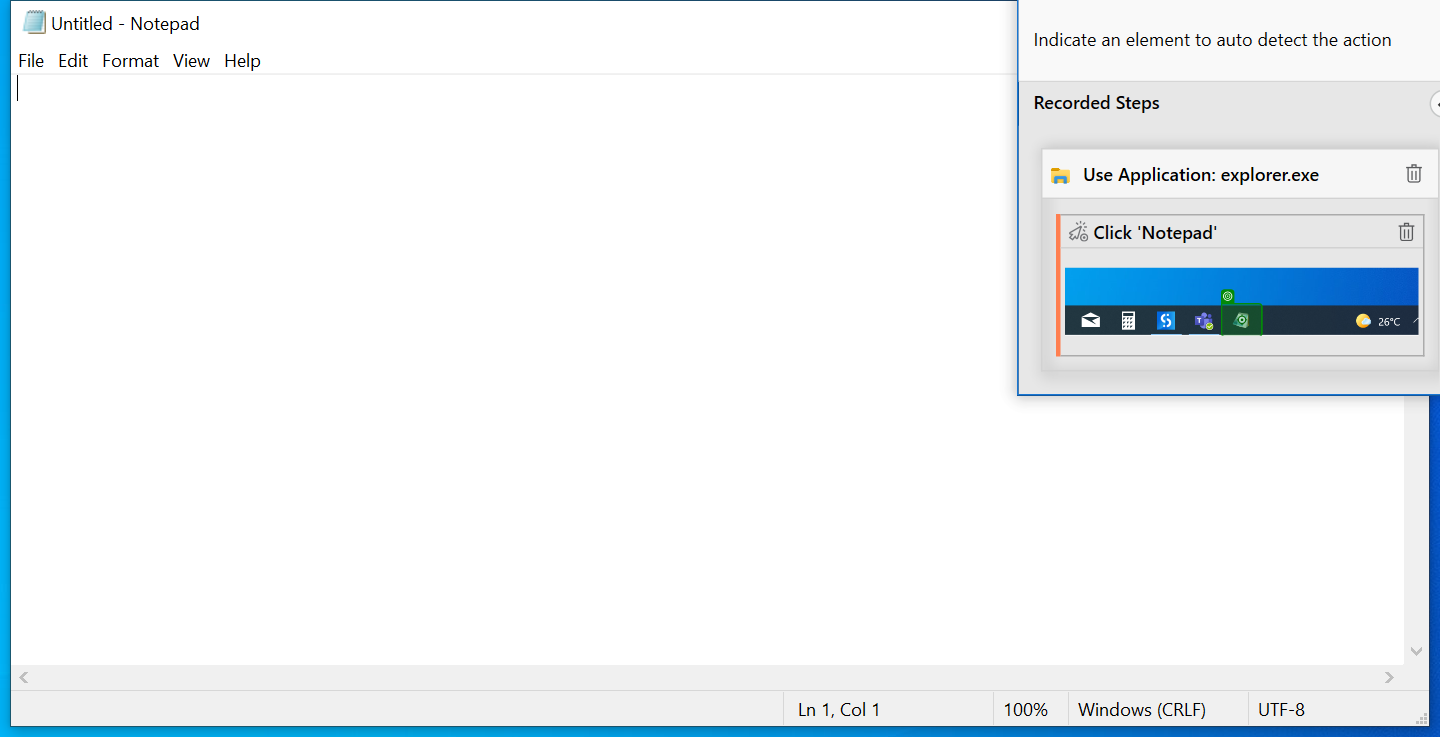 Untitled - Notepad
File Edit Format View Help
Indicate an element to auto detect the action
Recorded Steps
Use Application: explorer.exe
Click 'Notepad'
26°C
Ln 1, Col 1 100% Windows (CRLF) UTF-8